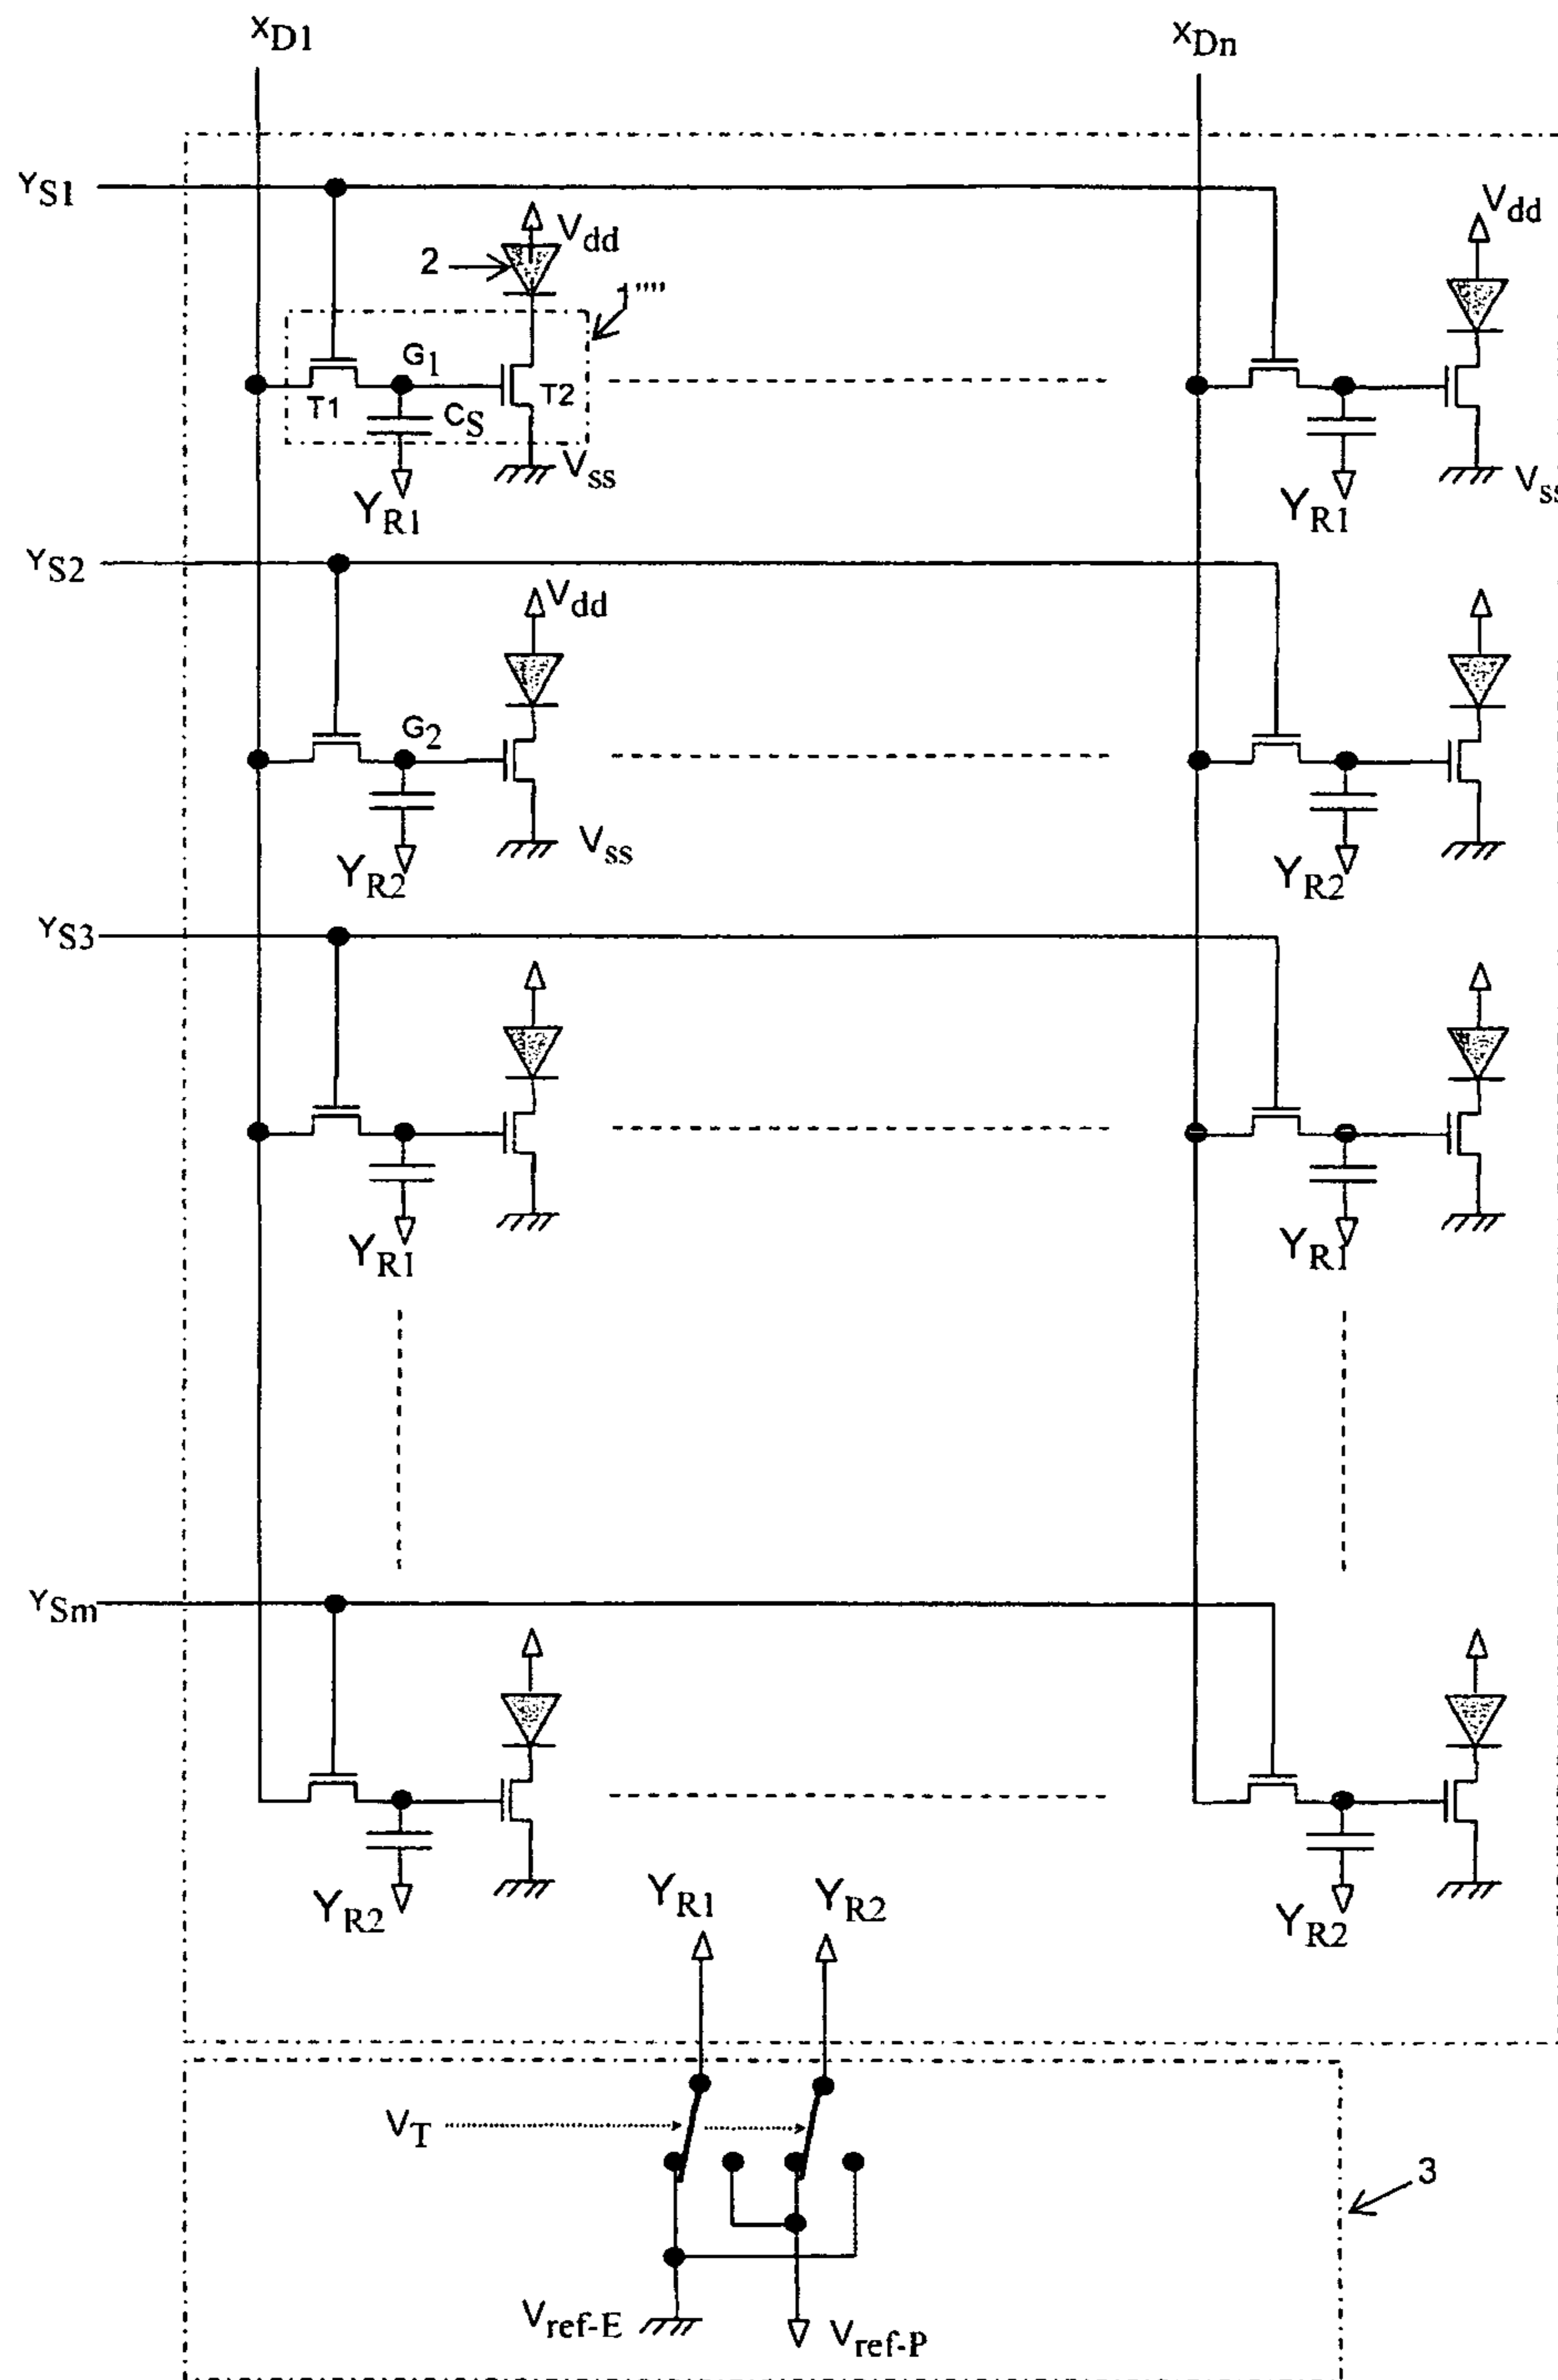 XD1 XDn
YS1
Vdd Vdd
2
1''''
G1
T1 CS T2
Vss Vss
YR1 YR1
YS2
Vdd
G2
Vss
YR2 YR2
YS3
YR1 YR1
YSm
YR2 YR1 YR2 YR2
VT
3
Vref-E Vref-P